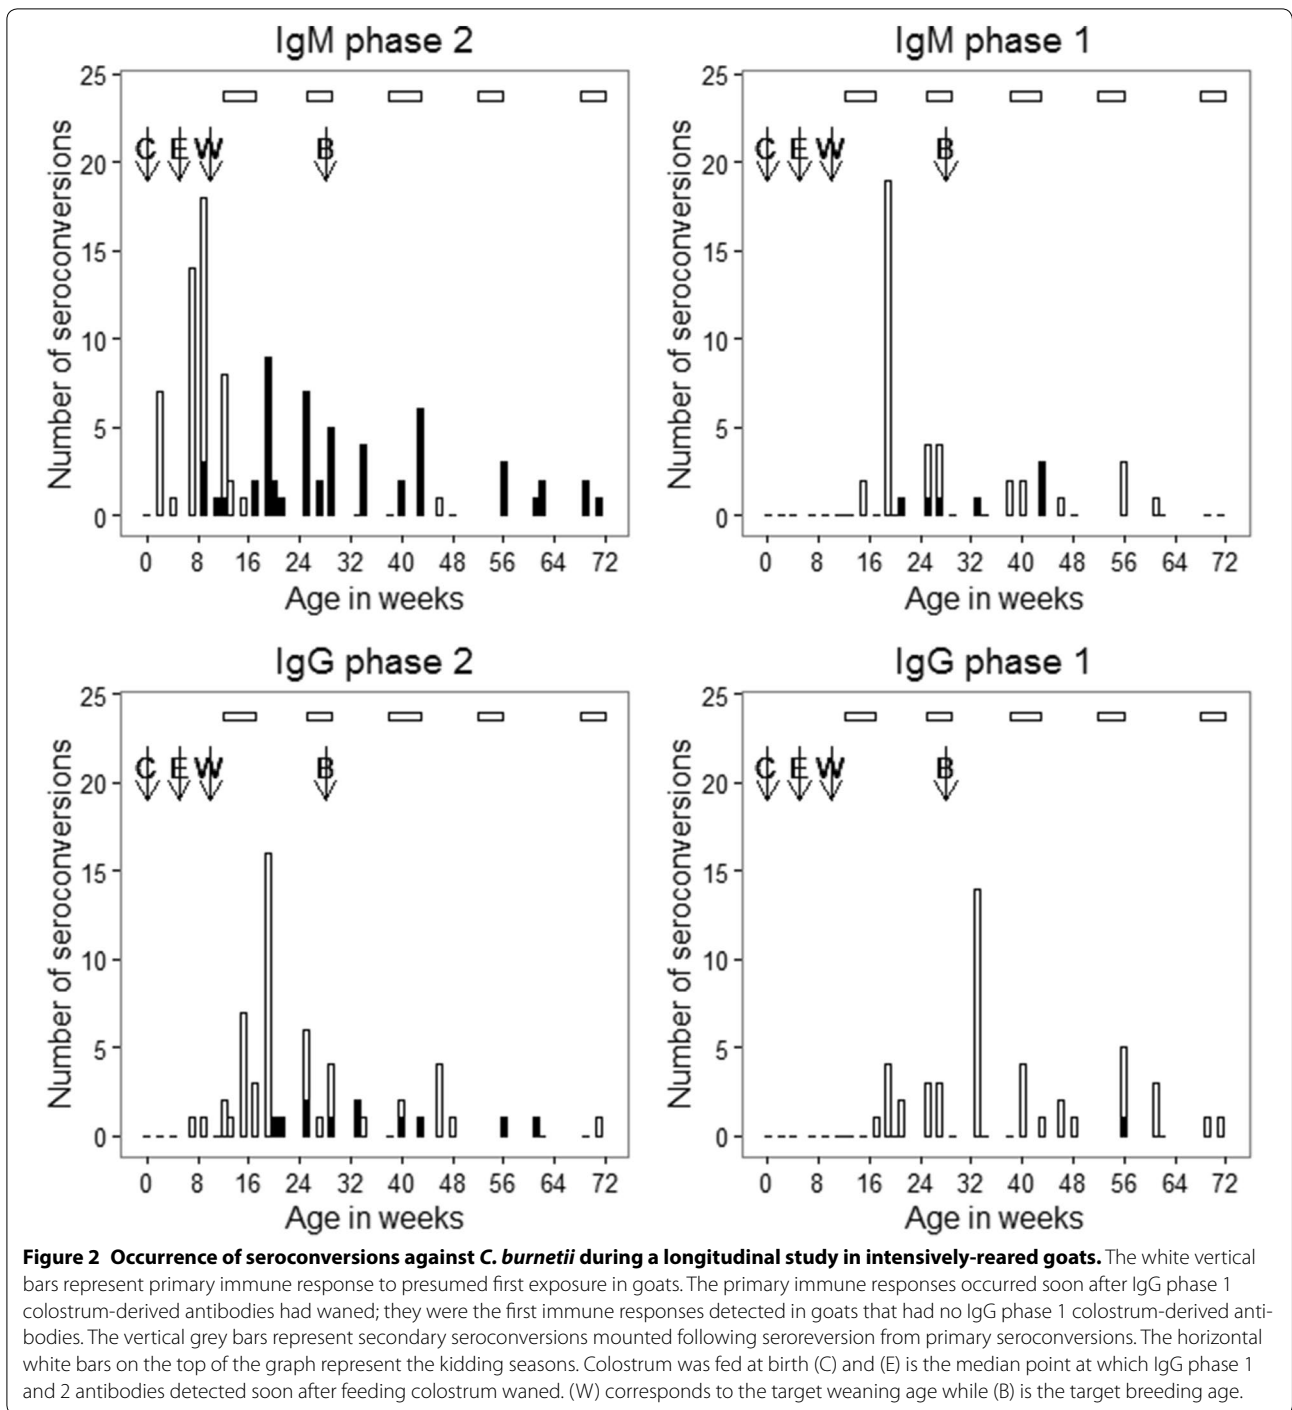 IgM phase 2
IgM phase 1
25
20
15
10
5
0
Number of seroconversions
C E W B
0 8 16 24 32 40 48 56 64 72
Age in weeks
25
20
15
10
5
0
Number of seroconversions
C E W B
0 8 16 24 32 40 48 56 64 72
Age in weeks
IgG phase 2
IgG phase 1
25
20
15
10
5
0
Number of seroconversions
C E W B
0 8 16 24 32 40 48 56 64 72
Age in weeks
25
20
15
10
5
0
Number of seroconversions
C E W B
0 8 16 24 32 40 48 56 64 72
Age in weeks
Figure 2 Occurrence of seroconversions against C. burnetii during a longitudinal study in intensively-reared goats. The white vertical
bars represent primary immune response to presumed first exposure in goats. The primary immune responses occurred soon after IgG phase 1
colostrum-derived antibodies had waned; they were the first immune responses detected in goats that had no IgG phase 1 colostrum-derived anti-
bodies. The vertical grey bars represent secondary seroconversions mounted following seroreversion from primary seroconversions. The horizontal
white bars on the top of the graph represent the kidding seasons. Colostrum was fed at birth (C) and (E) is the median point at which IgG phase 1
and 2 antibodies detected soon after feeding colostrum waned. (W) corresponds to the target weaning age while (B) is the target breeding age.